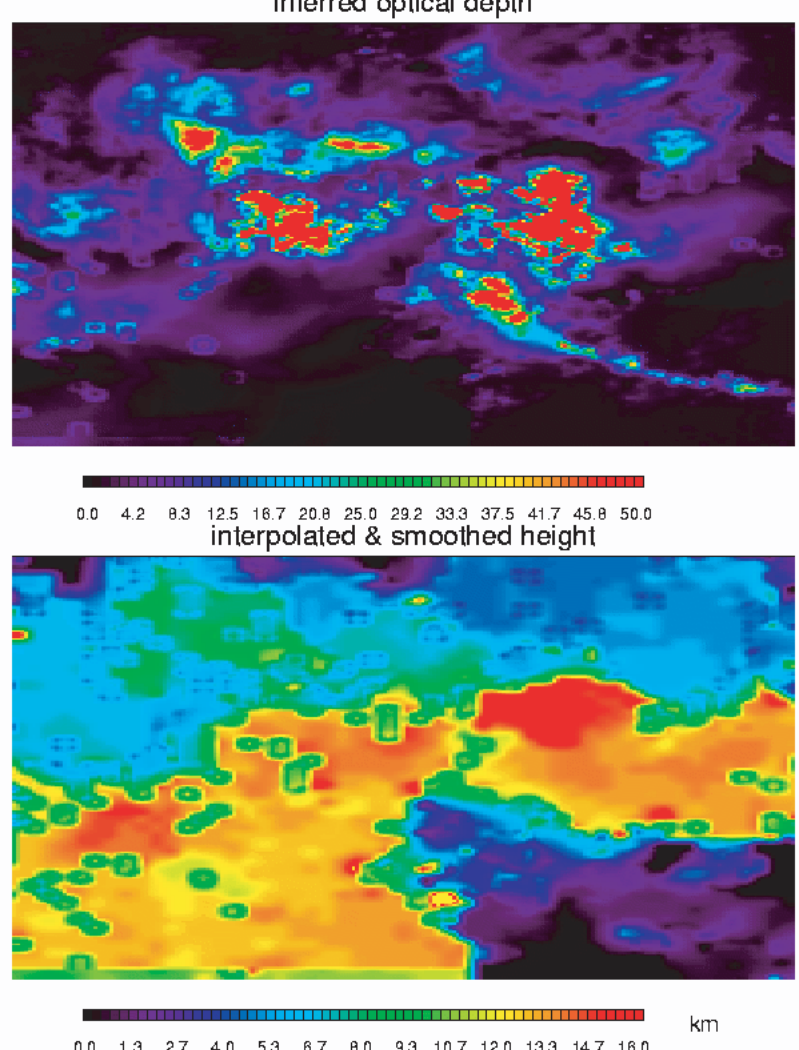 inferred optical depth
0.0 4.2 8.3 12.5 16.7 20.8 25.0 29.2 33.3 37.5 41.7 45.8 50.0
interpolated & smoothed height
km
0.0 1.3 2.7 4.0 5.3 6.7 8.0 9.3 10.7 12.0 13.3 14.7 16.0